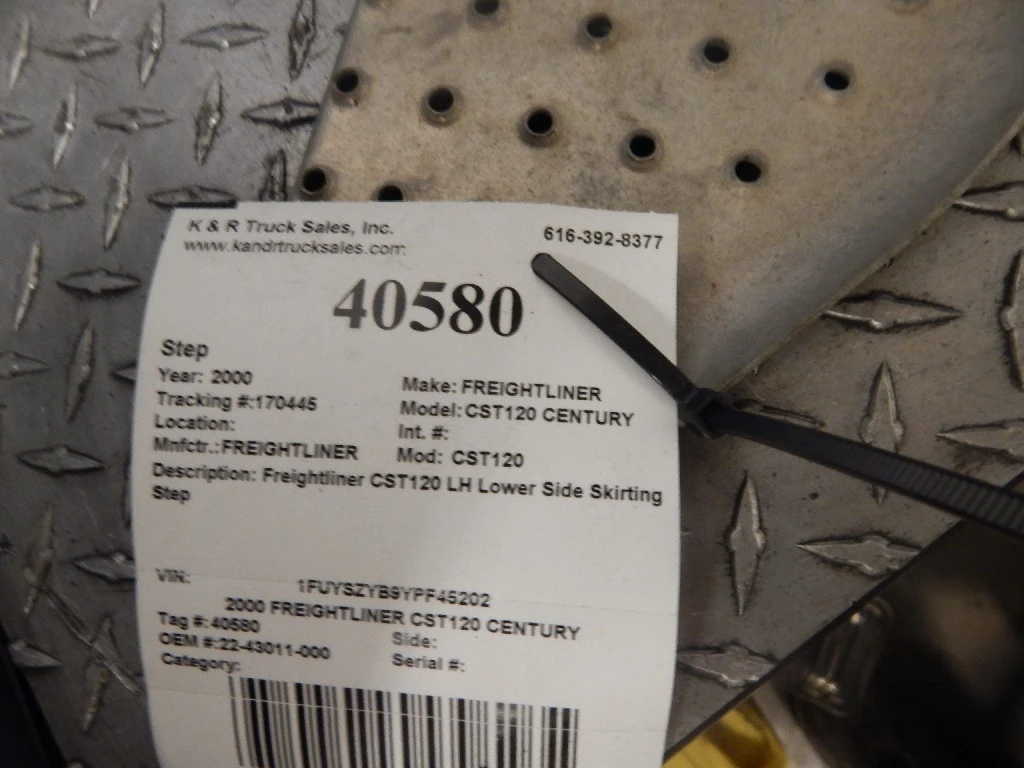 K & R Truck Sales, Inc.
616-392-8377
www.kandrtrucksales.com
40580
Step
Year: 2000
Make: FREIGHTLINER
Tracking #:170445
Model: CST120 CENTURY
Location:
Int. #:
Mnfctr.: FREIGHTLINER
Mod: CST120
Description: Freightliner CST120 LH Lower Side Skirting
Step
VIN: 1FUYSZYB9YPF45202
2000 FREIGHTLINER CST120 CENTURY
Tag #: 40580
Side:
OEM #:22-43011-000
Serial #:
Category: